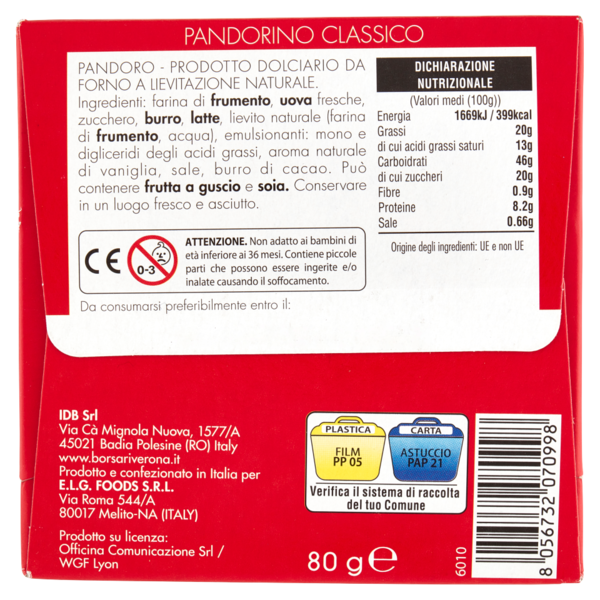 PANDORINO CLASSICO
PANDORO - PRODOTTO DOLCIARIO DA
FORNO A LIEVITAZIONE NATURALE.
Ingredienti: farina di frumento, uova fresche,
zucchero, burro, latte, lievito naturale (farina
di frumento, acqua), emulsionanti: mono e
digliceridi degli acidi grassi, aroma naturale
di vaniglia, sale, burro di cacao. Può
contenere frutta a guscio e soia. Conservare
in un luogo fresco e asciutto.
DICHIARAZIONE
NUTRIZIONALE
(Valori medi (100g))
Energia 1669kJ / 399kcal
Grassi 20g
di cui acidi grassi saturi 13g
Carboidrati 46g
di cui zuccheri 20g
Fibre 0.9g
Proteine 8.2g
Sale 0.66g
Origine degli ingredienti: UE e non UE
CE
0-3
ATTENZIONE. Non adatto ai bambini di
età inferiore ai 36 mesi. Contiene piccole
parti che possono essere ingerite e/o
inalate causando il soffocamento.
Da consumarsi preferibilmente entro il:
IDB Srl
Via Cà Mignola Nuova, 1577/A
45021 Badia Polesine (RO) Italy
www.borsariverona.it
Prodotto e confezionato in Italia per
E.L.G. FOODS S.R.L.
Via Roma 544/A
80017 Melito-NA (ITALY)
Prodotto su licenza:
Officina Comunicazione Srl /
WGF Lyon
PLASTICA
FILM
PP 05
CARTA
ASTUCCIO
PAP 21
Verifica il sistema di raccolta
del tuo Comune
80 g e
6010
8 056732 070998